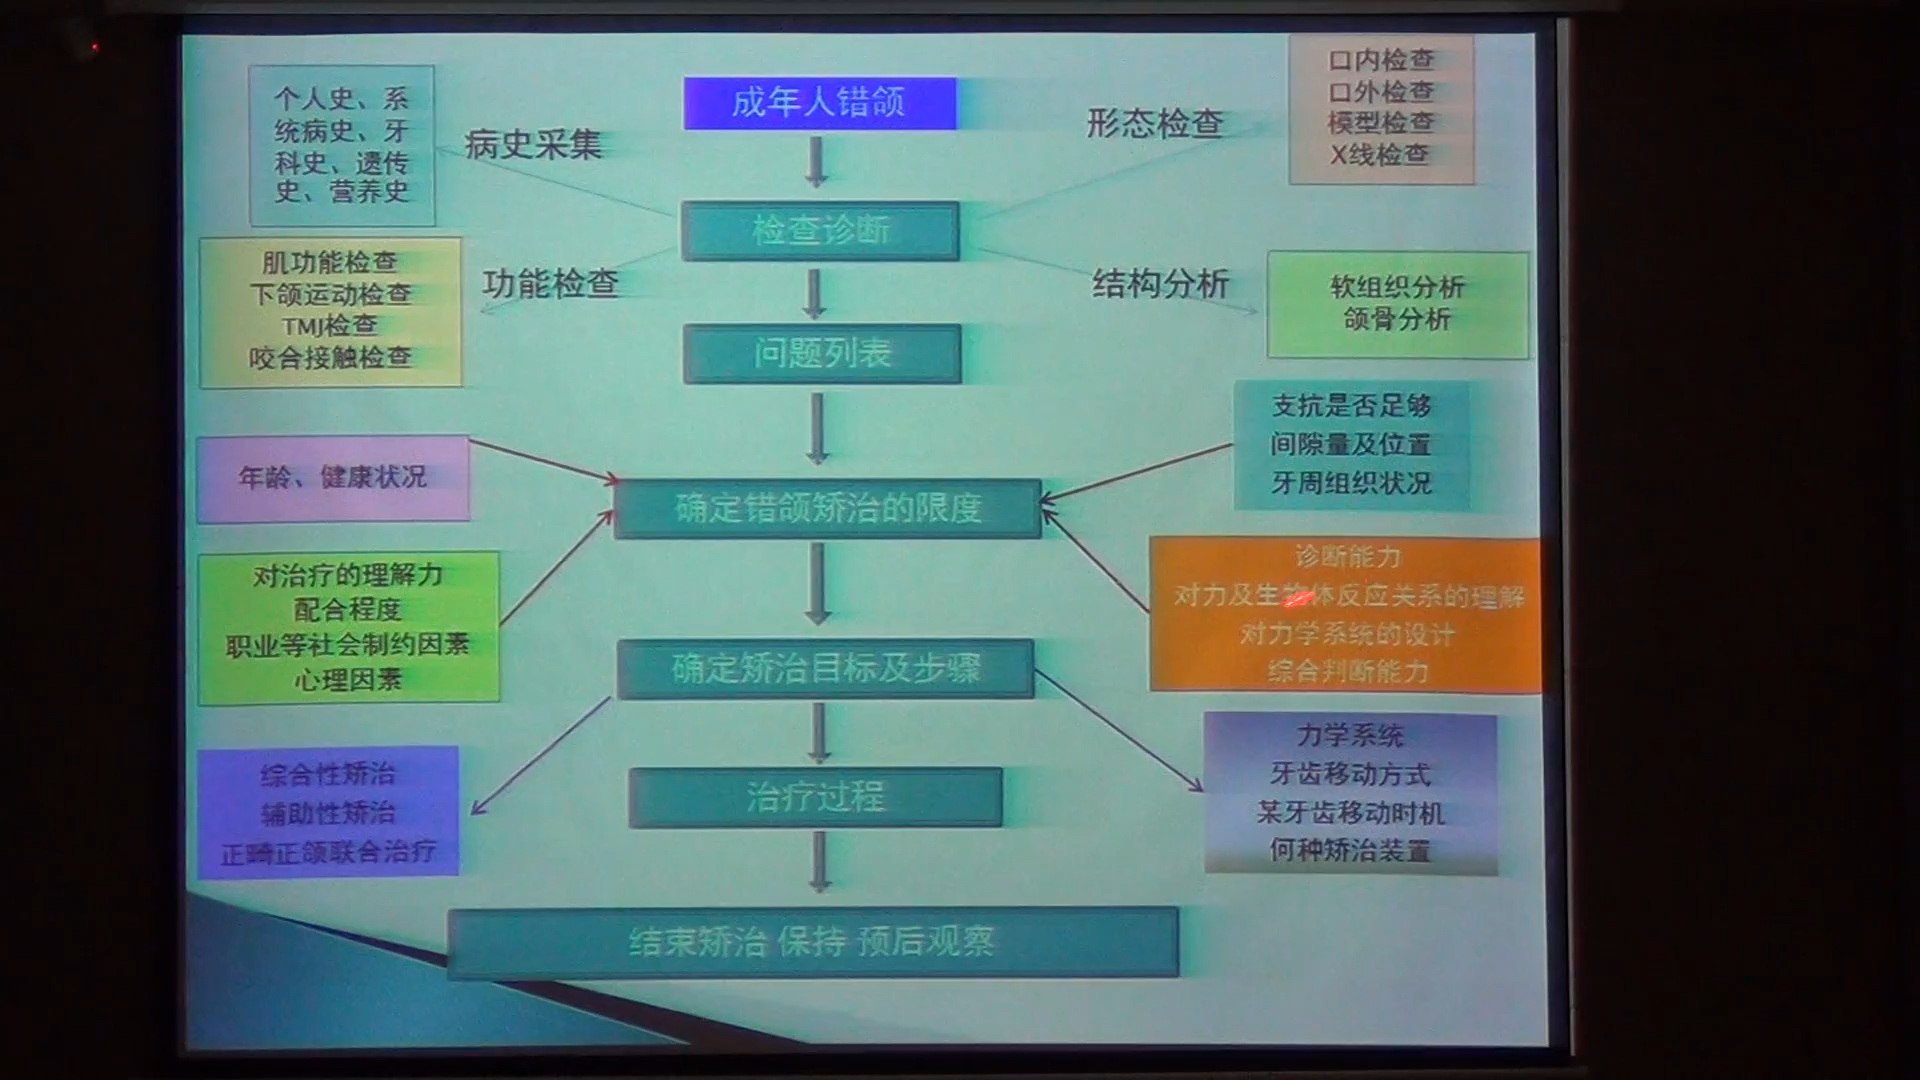 成年人错颌
个人史、系
统病史、牙
科史、遗传
史、营养史
病史采集
形态检查
口内检查
口外检查
模型检查
X线检查
检查诊断
肌功能检查
下颌运动检查
TMJ检查
咬合接触检查
功能检查
结构分析
软组织分析
颌骨分析
问题列表
年龄、健康状况
支抗是否足够
间隙量及位置
牙周组织状况
确定错颌矫治的限度
对治疗的理解力
配合程度
职业等社会制约因素
心理因素
诊断能力
对力及生物体反应关系的理解
对力学系统的设计
综合判断能力
确定矫治目标及步骤
综合性矫治
辅助性矫治
正畸正颌联合治疗
力学系统
牙齿移动方式
某牙齿移动时机
何种矫治装置
治疗过程
结束矫治 保持 预后观察